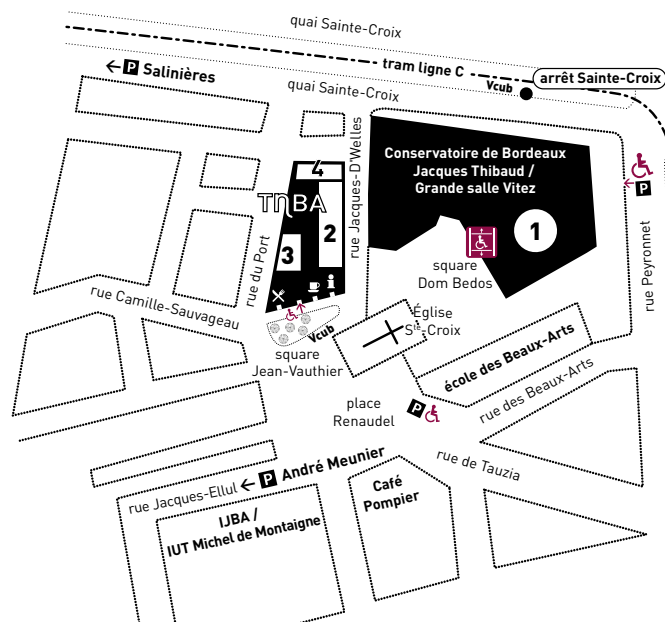 quai Sainte-Croix
tram ligne C
arrêt Sainte-Croix
Vcub
← P Salinières
quai Sainte-Croix
rue Jacques-D'Welles
Conservatoire de Bordeaux
Jacques Thibaud /
Grande salle Vitez
1
P
rue Peyronnet
4
TnBA
2
3
rue du Port
square
Dom Bedos
rue Camille-Sauvageau
Vcub
Église
Ste-Croix
square
Jean-Vauthier
école des Beaux-Arts
rue des Beaux-Arts
place
Renaudel
P
rue de Tauzia
← P André Meunier
rue Jacques-Ellul
Café
Pompier
IJBA /
IUT Michel de Montaigne